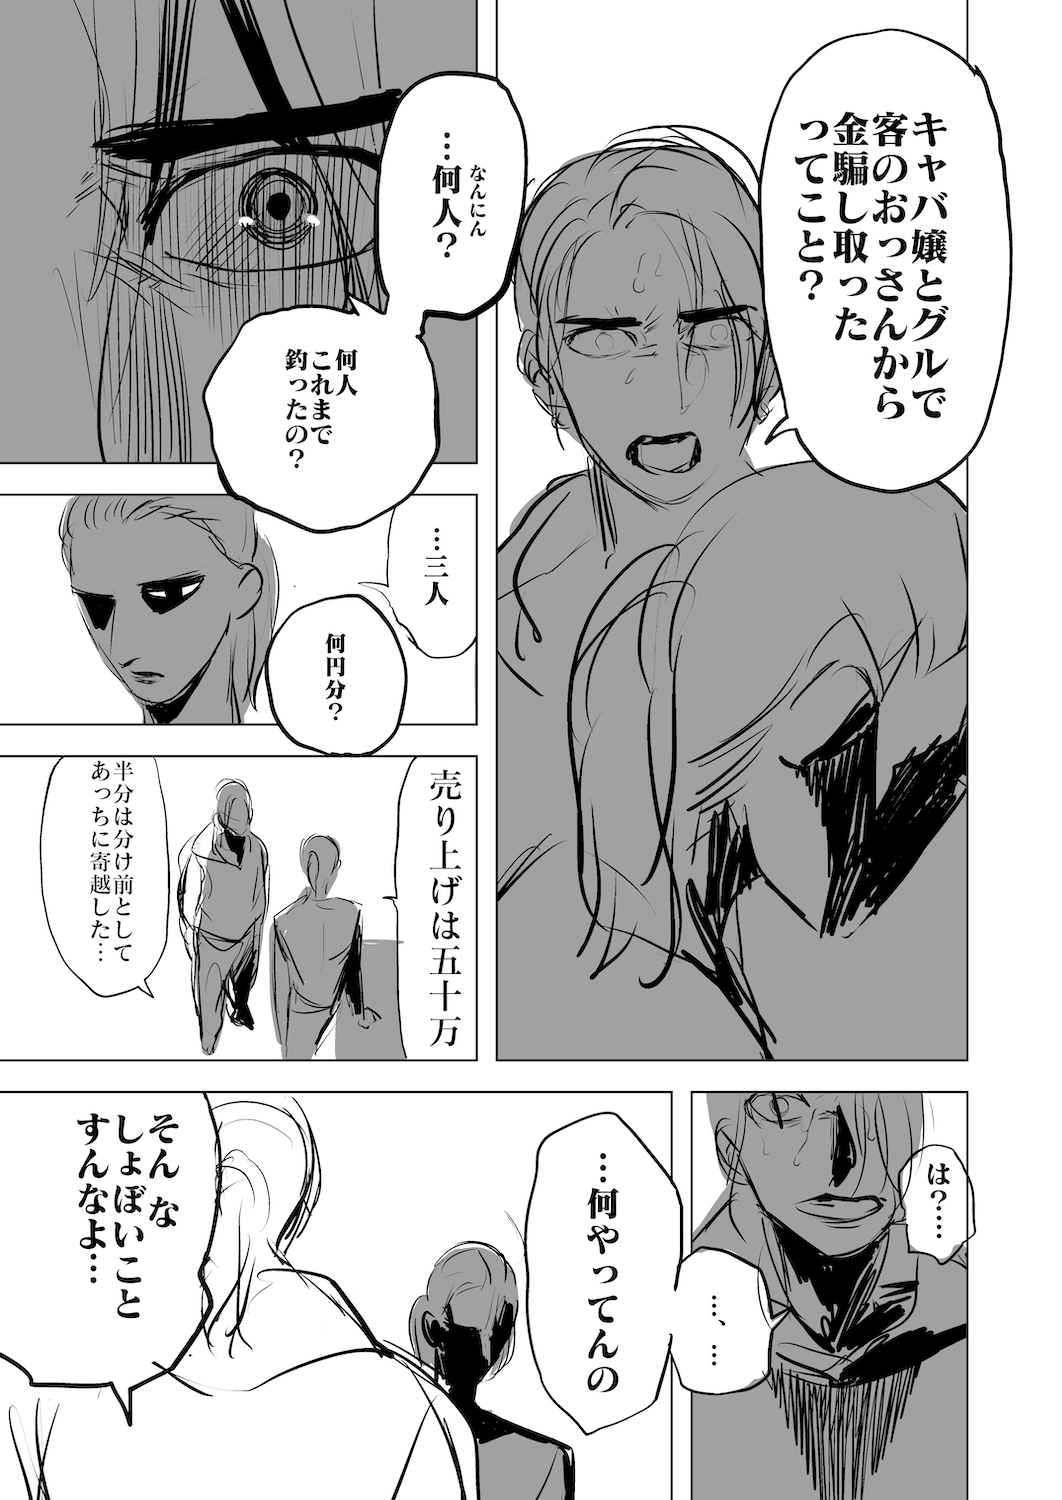 キャバ嬢とグルで
客のおっさんから
金騙し取った
ってこと？
…何人？
なんにん
何人
これまで
釣ったの？
…三人
何円分？
売り上げは五十万
半分は分け前として
あっちに寄越した…
は？…
…、…
…何やってんの
そんな
しょぼいこと
すんなよ…